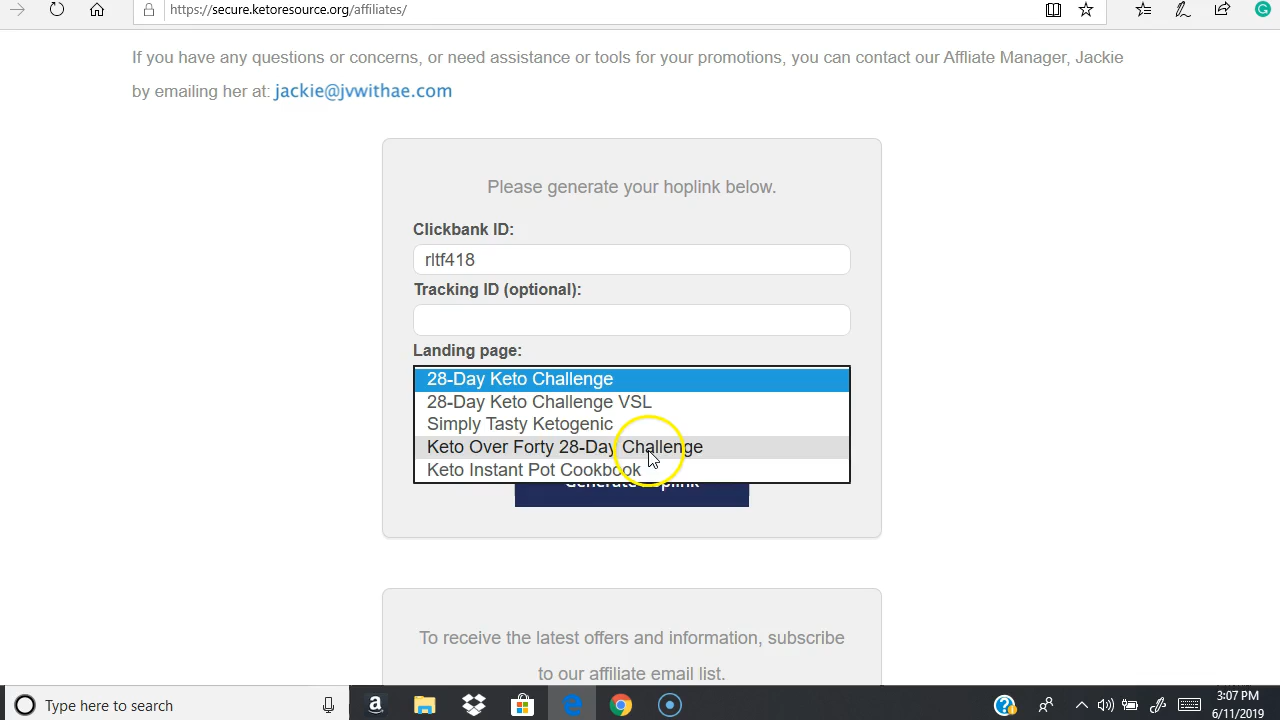 https://secure.ketoresource.org/affiliates/
If you have any questions or concerns, or need assistance or tools for your promotions, you can contact our Affliate Manager, Jackie
by emailing her at: jackie@jvwithae.com
Please generate your hoplink below.
Clickbank ID:
rltf418
Tracking ID (optional):
Landing page:
28-Day Keto Challenge
28-Day Keto Challenge VSL
Simply Tasty Ketogenic
Keto Over Forty 28-Day Challenge
Keto Instant Pot Cookbook
Generate Hoplink
To receive the latest offers and information, subscribe
to our affiliate email list.
Type here to search
3:07 PM
6/11/2019